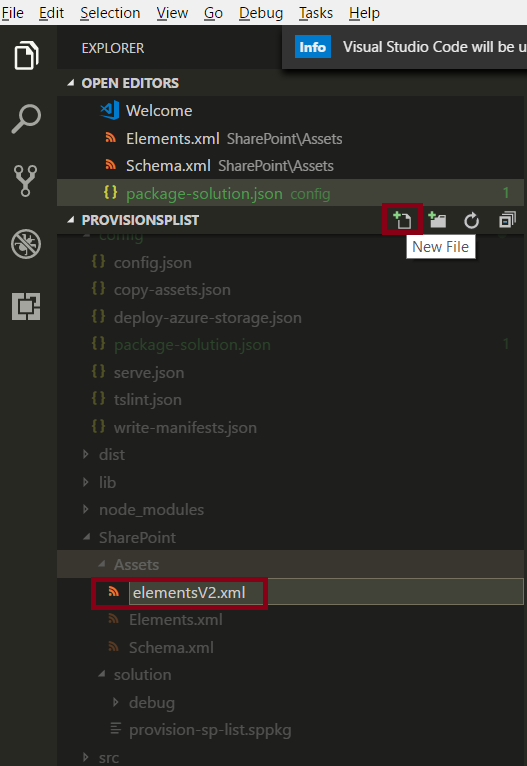 File Edit Selection View Go Debug Tasks Help
Info Visual Studio Code will be u
EXPLORER
OPEN EDITORS
Welcome
Elements.xml SharePoint\Assets
Schema.xml SharePoint\Assets
{} package-solution.json config 1
PROVISIONSPLIST
New File
config
{} config.json
{} copy-assets.json
{} deploy-azure-storage.json
{} package-solution.json 1
{} serve.json
{} tslint.json
{} write-manifests.json
dist
lib
node_modules
SharePoint
Assets
elementsV2.xml
Elements.xml
Schema.xml
solution
debug
provision-sp-list.sppkg
src